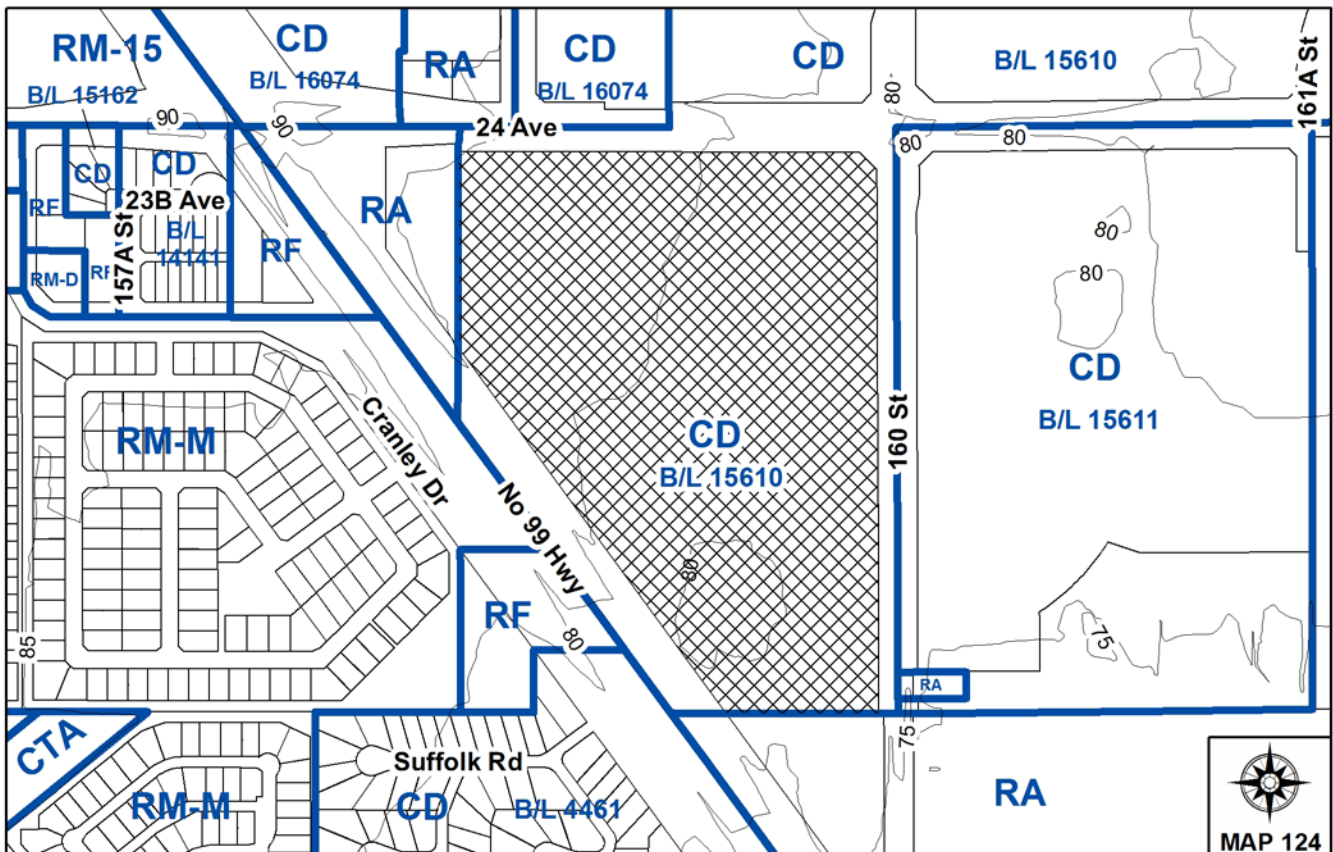 RM-15
B/L 15162
CD
B/L 16074
RA
CD
B/L 16074
CD
B/L 15610
161A St
80
90
90
24 Ave
80
80
CD
CD
23B Ave
RF
B/L
14141
RF
RA
RM-D
RF
157A St
80
80
CD
B/L 15611
RM-M
Cranley Dr
CD
B/L 15610
160 St
No 99 Hwy
80
RF
80
75
85
RA
75
CTA
RM-M
Suffolk Rd
CD
B/L 4461
RA
MAP 124